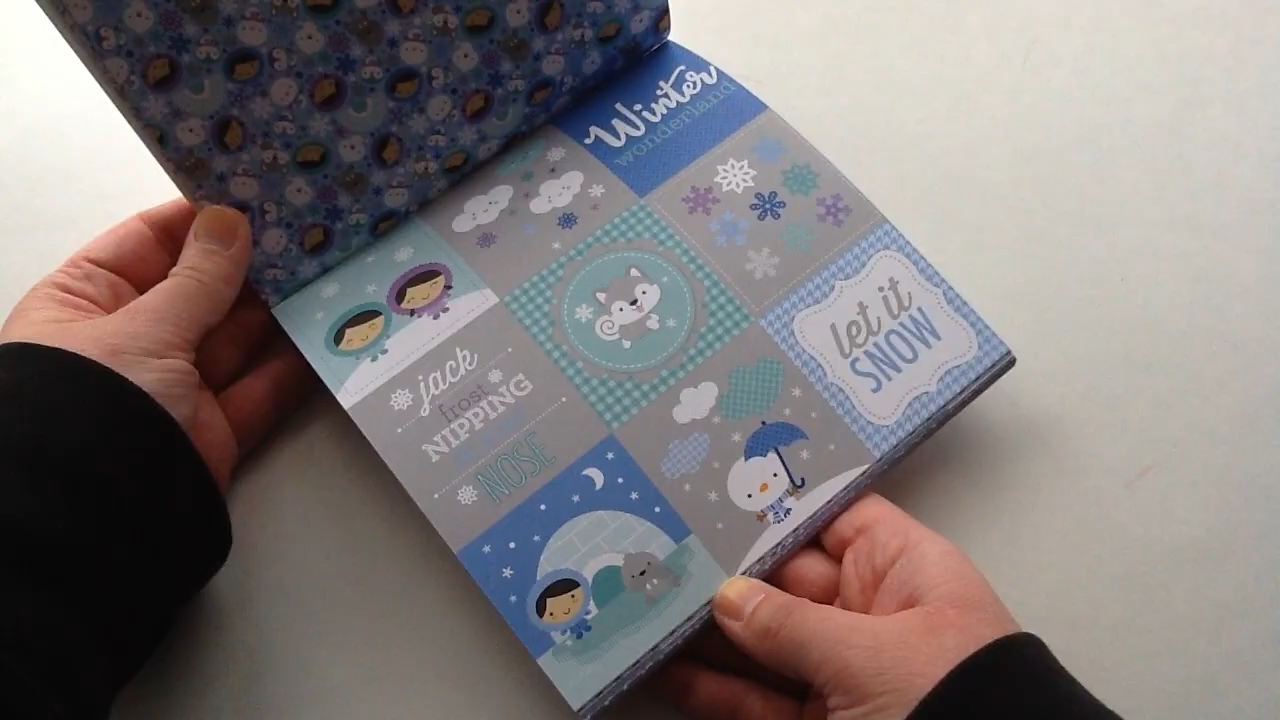 Winter
wonderland
let it
SNOW
jack
frost
NIPPING
NOSE